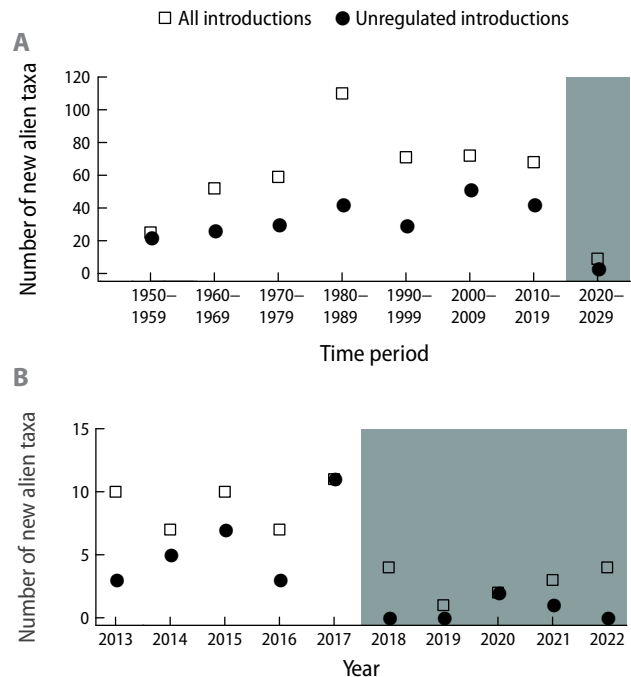 All introductions Unregulated introductions
A
Number of new alien taxa
120
100
80
60
40
20
0
1950– 1960– 1970– 1980– 1990– 2000– 2010– 2020–
1959 1969 1979 1989 1999 2009 2019 2029
Time period
B
Number of new alien taxa
15
10
5
0
2013 2014 2015 2016 2017 2018 2019 2020 2021 2022
Year